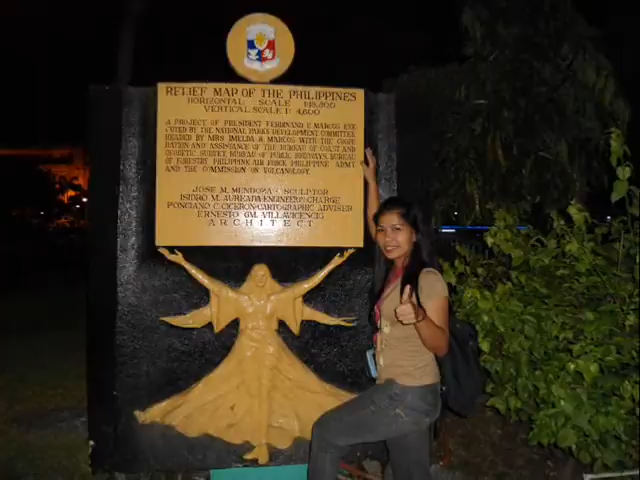 RELIEF MAP OF THE PHILIPPINES
HORIZONTAL SCALE
VERTICAL SCALE 1: 4,600
A PROJECT OF PRESIDENT FERDINAND E MARCOS EXE
CUTED BY THE NATIONAL PARKS DEVELOPMENT COMMITTEE
HEADED BY MRS IMELDA R MARCOS WITH THE COOPE
RATION AND ASSISTANCE OF THE BUREAU OF COAST AND
GEODETIC SURVEY, BUREAU OF PUBLIC HIGHWAYS, BUREAU
OF FORESTRY PHILIPPINE AIR FORCE, PHILIPPINE ARMY
AND THE COMMISSION ON VOLCANOLOGY.
JOSE M. MENDOZA SCULPTOR
ISIDRO M. AUREADA ENGINEER IN CHARGE
PONCIANO C. CICERON CARTOGRAPHIC ADVISER
ERNESTO GM. VILLAVICENCIO
ARCHITECT